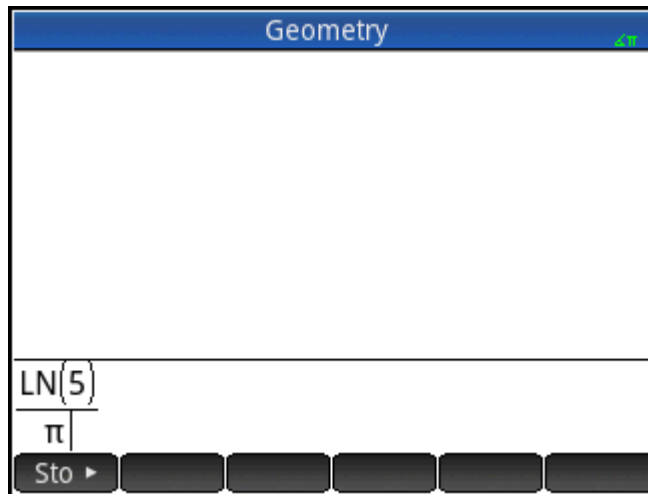 Geometry
∡π
LN(5)
π
Sto ►